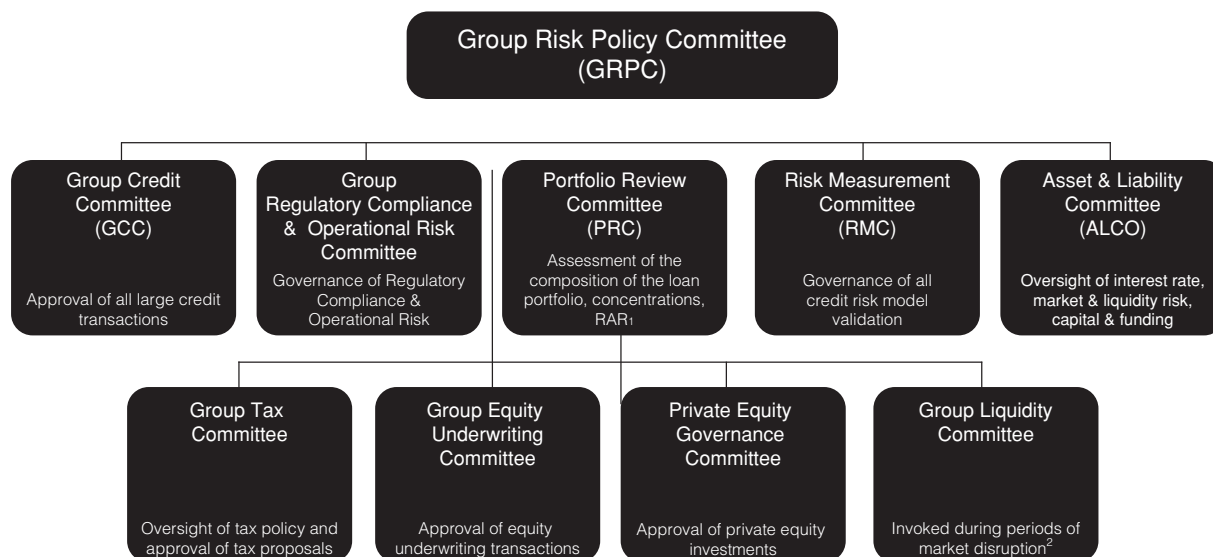 Group Risk Policy Committee
(GRPC)
Group Credit
Committee
(GCC)
Approval of all large credit
transactions
Group
Regulatory Compliance
& Operational Risk
Committee
Governance of Regulatory
Compliance &
Operational Risk
Portfolio Review
Committee
(PRC)
Assessment of the
composition of the loan
portfolio, concentrations,
RAR1
Risk Measurement
Committee
(RMC)
Governance of all
credit risk model
validation
Asset & Liability
Committee
(ALCO)
Oversight of interest rate,
market & liquidity risk,
capital & funding
Group Tax
Committee
Oversight of tax policy and
approval of tax proposals
Group Equity
Underwriting
Committee
Approval of equity
underwriting transactions
Private Equity
Governance
Committee
Approval of private equity
investments
Group Liquidity
Committee
Invoked during periods of
market disruption2